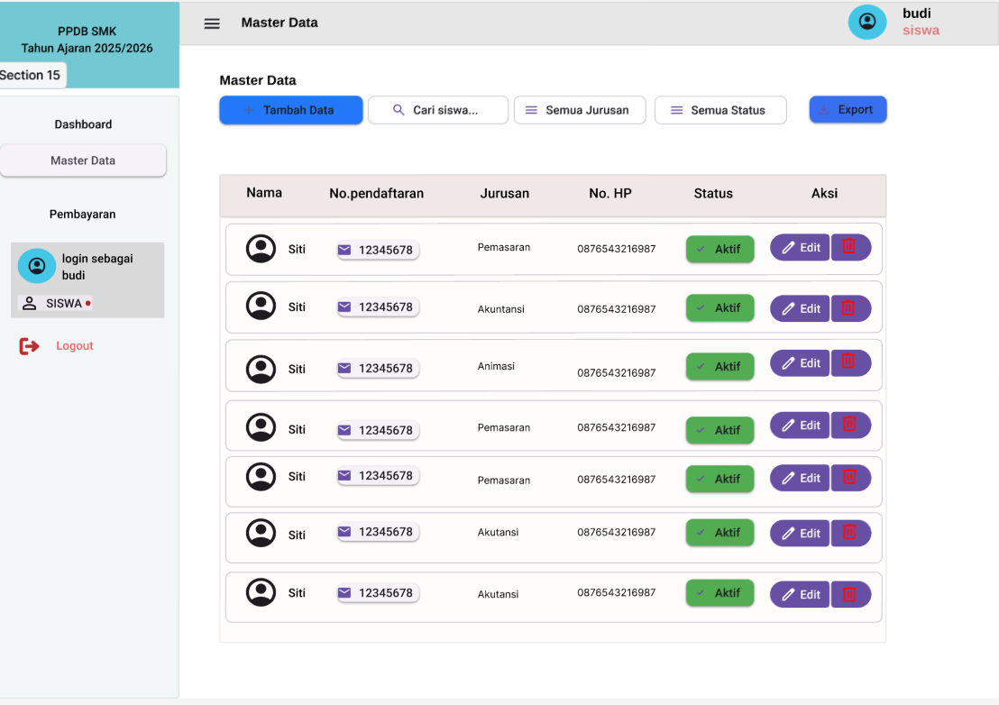 PPDB SMK
Tahun Ajaran 2025/2026
Section 15
Dashboard
Master Data
Pembayaran
login sebagai
budi
SISWA
Logout
Master Data
budi
siswa
Master Data
+ Tambah Data Cari siswa... Semua Jurusan Semua Status Export
Nama No.pendaftaran Jurusan No. HP Status Aksi
Siti 12345678 Pemasaran 0876543216987 Aktif Edit
Siti 12345678 Akuntansi 0876543216987 Aktif Edit
Siti 12345678 Animasi 0876543216987 Aktif Edit
Siti 12345678 Pemasaran 0876543216987 Aktif Edit
Siti 12345678 Pemasaran 0876543216987 Aktif Edit
Siti 12345678 Akutansi 0876543216987 Aktif Edit
Siti 12345678 Akutansi 0876543216987 Aktif Edit